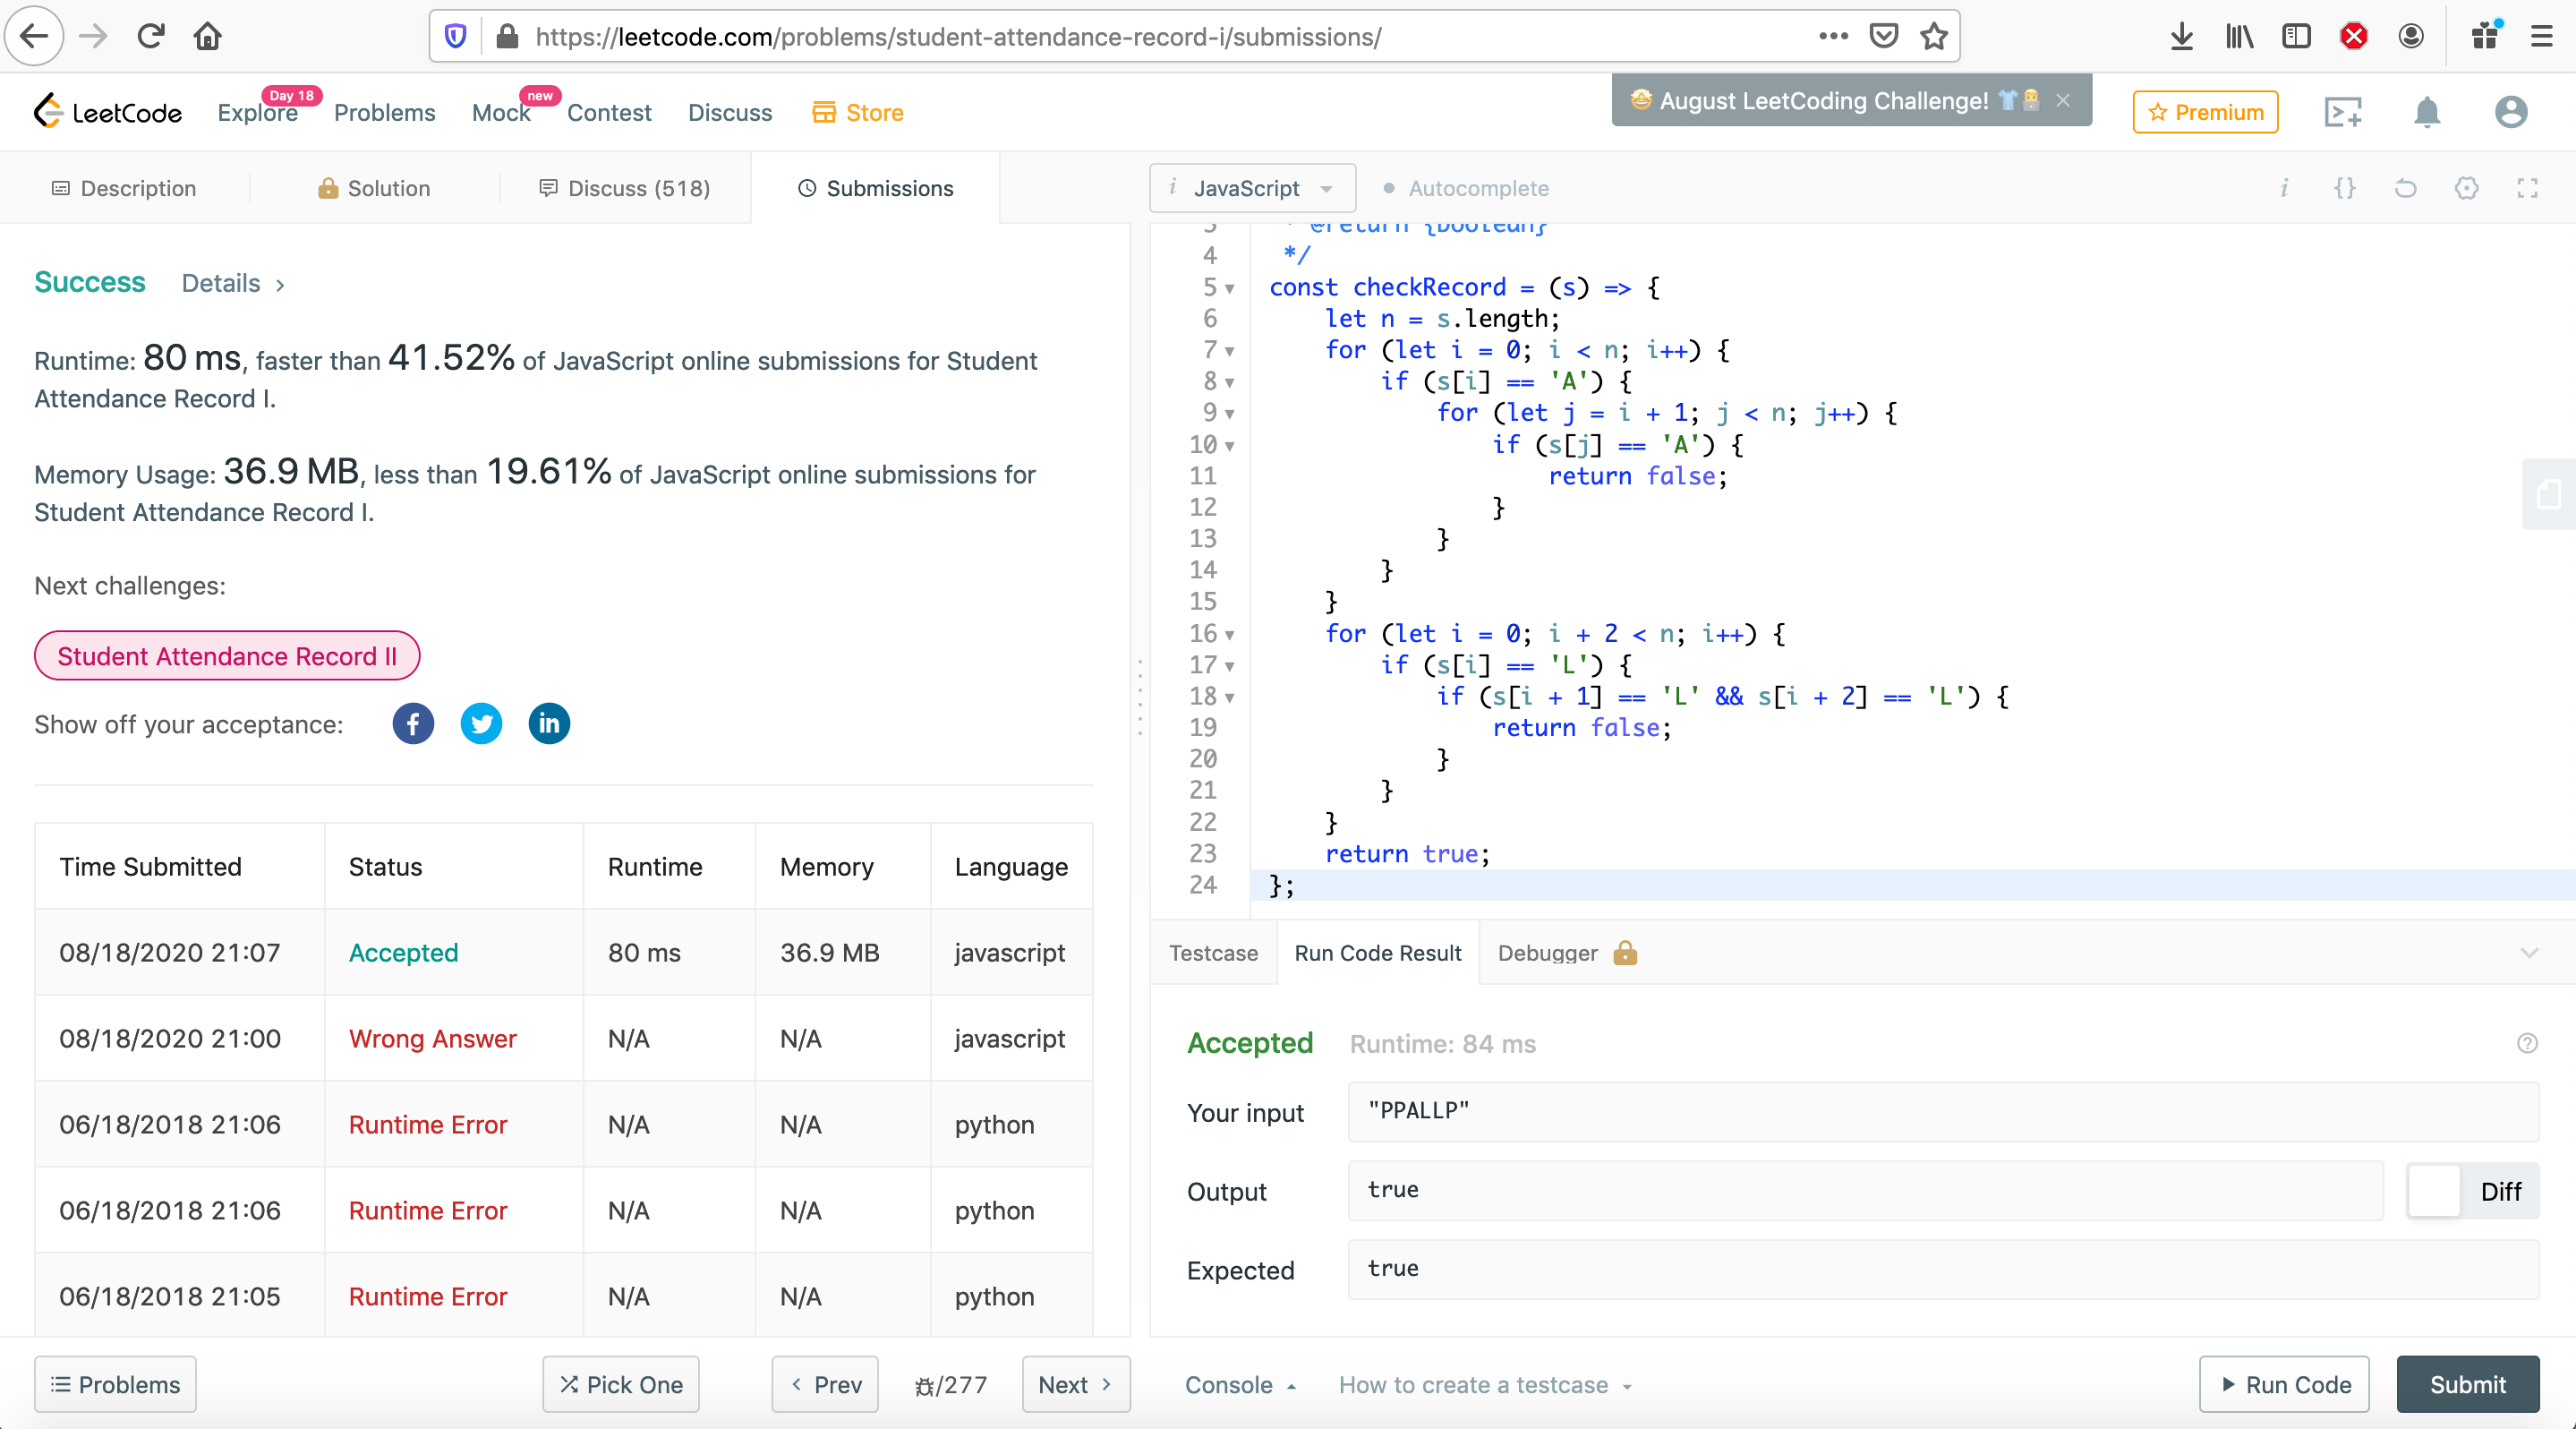 https://leetcode.com/problems/student-attendance-record-i/submissions/
LeetCode
Explore
Day 18
Problems
Mock
new
Contest
Discuss
Store
August LeetCoding Challenge!
Premium
Description
Solution
Discuss (518)
Submissions
i JavaScript
Autocomplete
Success
Details
Runtime: 80 ms, faster than 41.52% of JavaScript online submissions for Student
Attendance Record I.
Memory Usage: 36.9 MB, less than 19.61% of JavaScript online submissions for
Student Attendance Record I.
Next challenges:
Student Attendance Record II
Show off your acceptance:
Time Submitted Status Runtime Memory Language
08/18/2020 21:07 Accepted 80 ms 36.9 MB javascript
08/18/2020 21:00 Wrong Answer N/A N/A javascript
06/18/2018 21:06 Runtime Error N/A N/A python
06/18/2018 21:06 Runtime Error N/A N/A python
06/18/2018 21:05 Runtime Error N/A N/A python
Problems
Pick One
Prev
/277
Next
3 * @return {boolean}
4 */
5 const checkRecord = (s) => {
6 let n = s.length;
7 for (let i = 0; i < n; i++) {
8 if (s[i] == 'A') {
9 for (let j = i + 1; j < n; j++) {
10 if (s[j] == 'A') {
11 return false;
12 }
13 }
14 }
15 }
16 for (let i = 0; i + 2 < n; i++) {
17 if (s[i] == 'L') {
18 if (s[i + 1] == 'L' && s[i + 2] == 'L') {
19 return false;
20 }
21 }
22 }
23 return true;
24 };
Testcase
Run Code Result
Debugger
Accepted
Runtime: 84 ms
Your input
"PPALLP"
Output
true
Diff
Expected
true
Console
How to create a testcase
Run Code
Submit